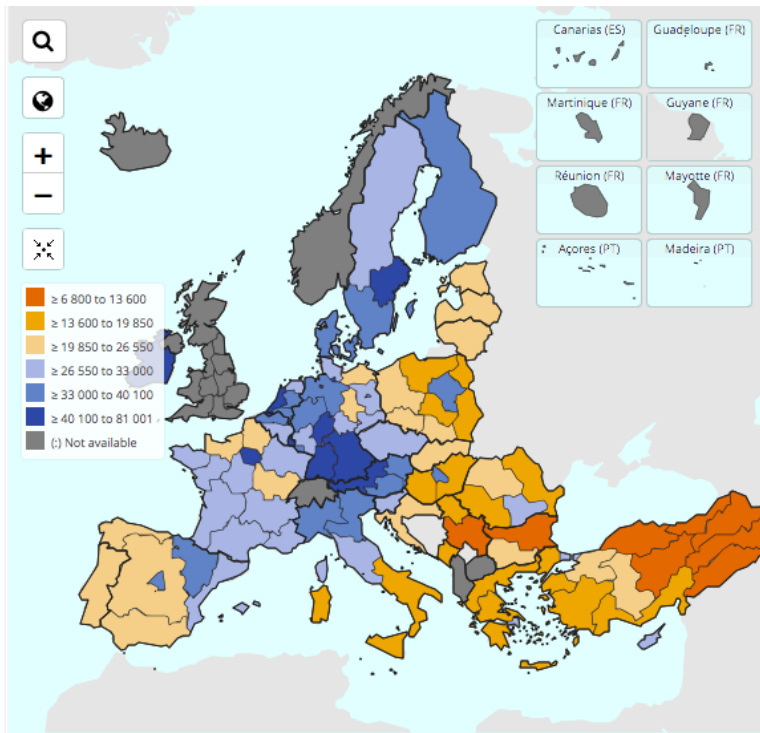 Canarias (ES)
Guadeloupe (FR)
Martinique (FR)
Guyane (FR)
Réunion (FR)
Mayotte (FR)
Açores (PT)
Madeira (PT)
+
−
≥ 6 800 to 13 600
≥ 13 600 to 19 850
≥ 19 850 to 26 550
≥ 26 550 to 33 000
≥ 33 000 to 40 100
≥ 40 100 to 81 001
(:) Not available